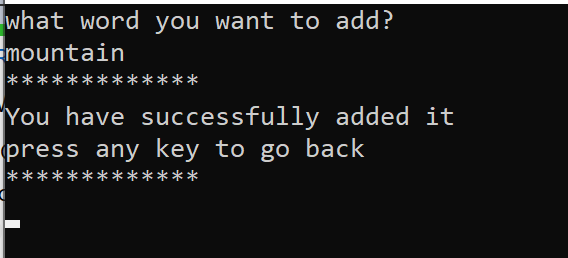 what word you want to add?
mountain
*************
You have successfully added it
press any key to go back
*************